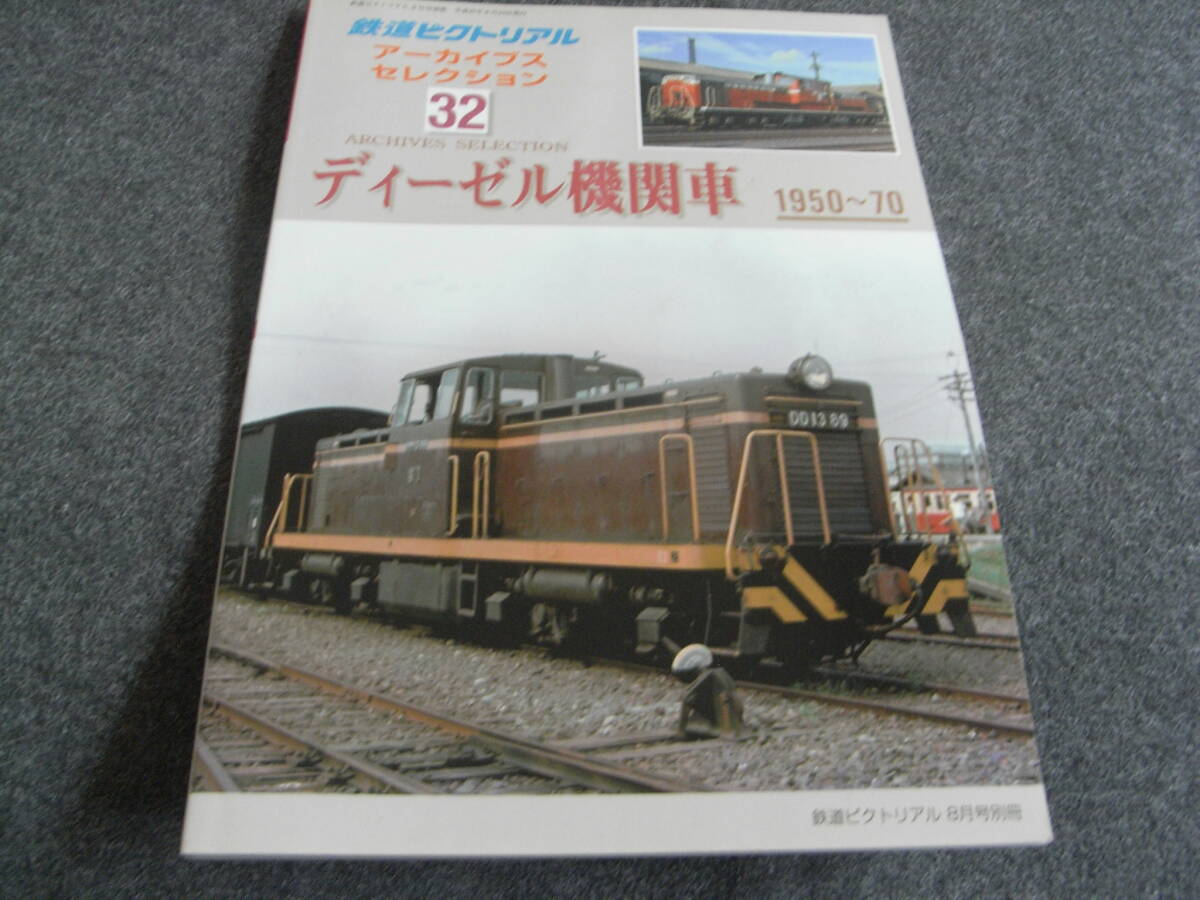 鉄道ピクトリアル
アーカイブス
セレクション
32
ARCHIVES SELECTION
ディーゼル機関車 1950~70
DD13 89
鉄道ピクトリアル 8月号別冊